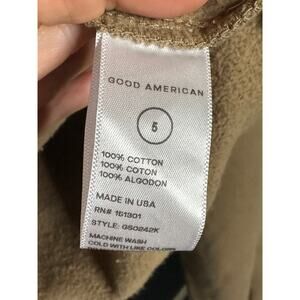 GOOD AMERICAN
5
100% COTTON
100% COTON
100% ALGODON
MADE IN USA
RN# 151301
STYLE: GS0242K
MACHINE WASH
COLD WITH LIKE COLORS